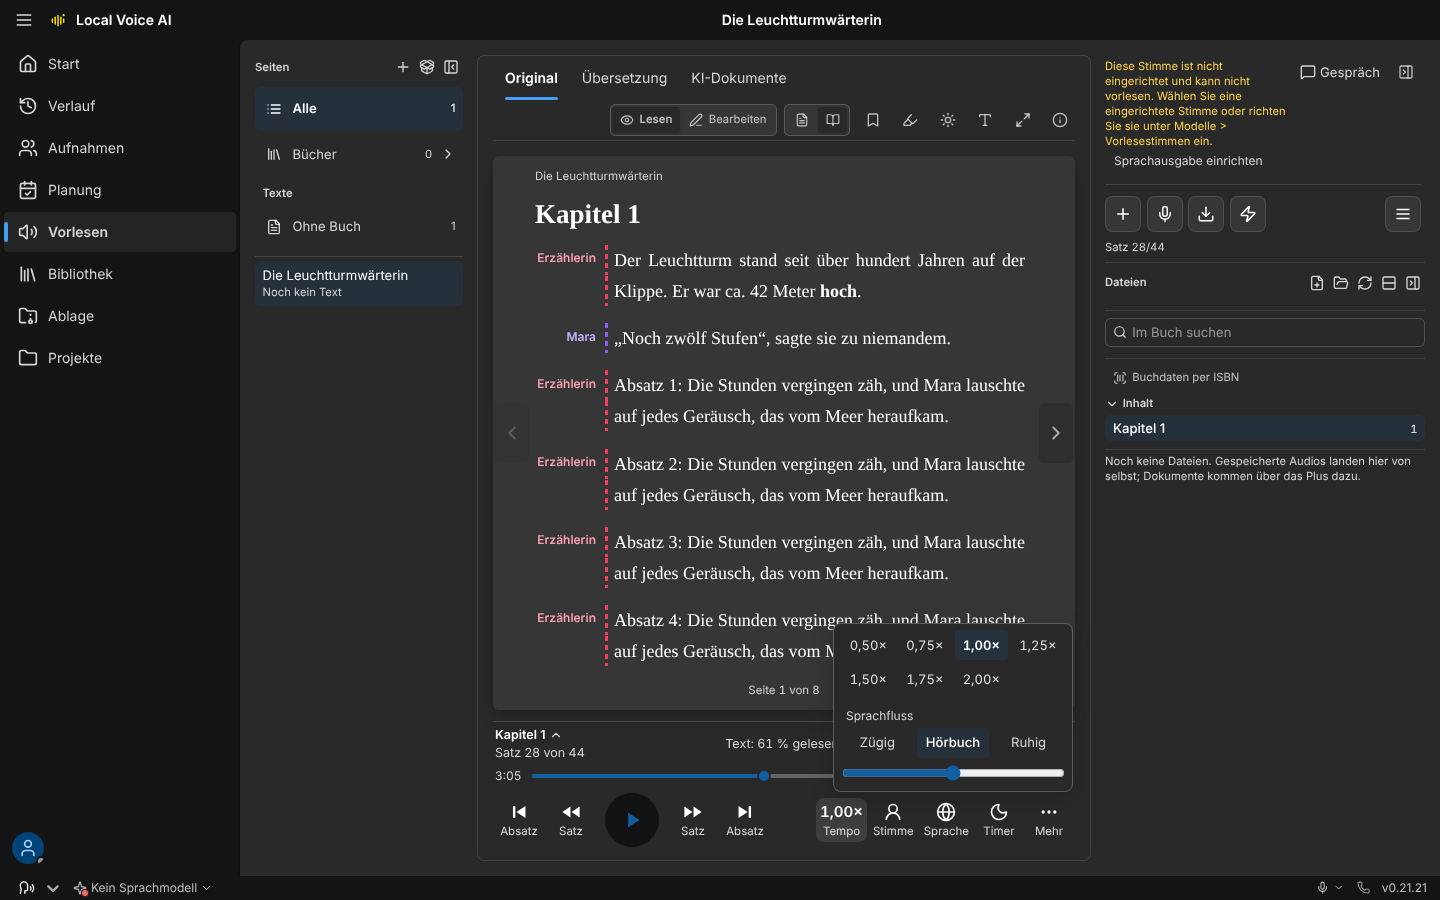 Local Voice AI
Die Leuchtturmwärterin
Start
Verlauf
Aufnahmen
Planung
Vorlesen
Bibliothek
Ablage
Projekte
Seiten
Alle 1
Bücher 0
Texte
Ohne Buch 1
Die Leuchtturmwärterin
Noch kein Text
Original Übersetzung KI-Dokumente
Lesen Bearbeiten
Die Leuchtturmwärterin
Kapitel 1
Erzählerin Der Leuchtturm stand seit über hundert Jahren auf der
Klippe. Er war ca. 42 Meter hoch.
Mara „Noch zwölf Stufen“, sagte sie zu niemandem.
Erzählerin Absatz 1: Die Stunden vergingen zäh, und Mara lauschte
auf jedes Geräusch, das vom Meer heraufkam.
Erzählerin Absatz 2: Die Stunden vergingen zäh, und Mara lauschte
auf jedes Geräusch, das vom Meer heraufkam.
Erzählerin Absatz 3: Die Stunden vergingen zäh, und Mara lauschte
auf jedes Geräusch, das vom Meer heraufkam.
Erzählerin Absatz 4: Die Stunden vergingen zäh, und Mara lauschte
auf jedes Geräusch, das vom
Seite 1 von 8
0,50× 0,75× 1,00× 1,25×
1,50× 1,75× 2,00×
Sprachfluss
Zügig Hörbuch Ruhig
Kapitel 1
Satz 28 von 44
Text: 61 % gelesen
3:05
Absatz Satz Satz Absatz
1,00×
Tempo Stimme Sprache Timer Mehr
Diese Stimme ist nicht
eingerichtet und kann nicht
vorlesen. Wählen Sie eine
eingerichtete Stimme oder richten
Sie sie unter Modelle >
Vorlesestimmen ein.
Gespräch
Sprachausgabe einrichten
Satz 28/44
Dateien
Im Buch suchen
Buchdaten per ISBN
Inhalt
Kapitel 1 1
Noch keine Dateien. Gespeicherte Audios landen hier von
selbst; Dokumente kommen über das Plus dazu.
Kein Sprachmodell
v0.21.21